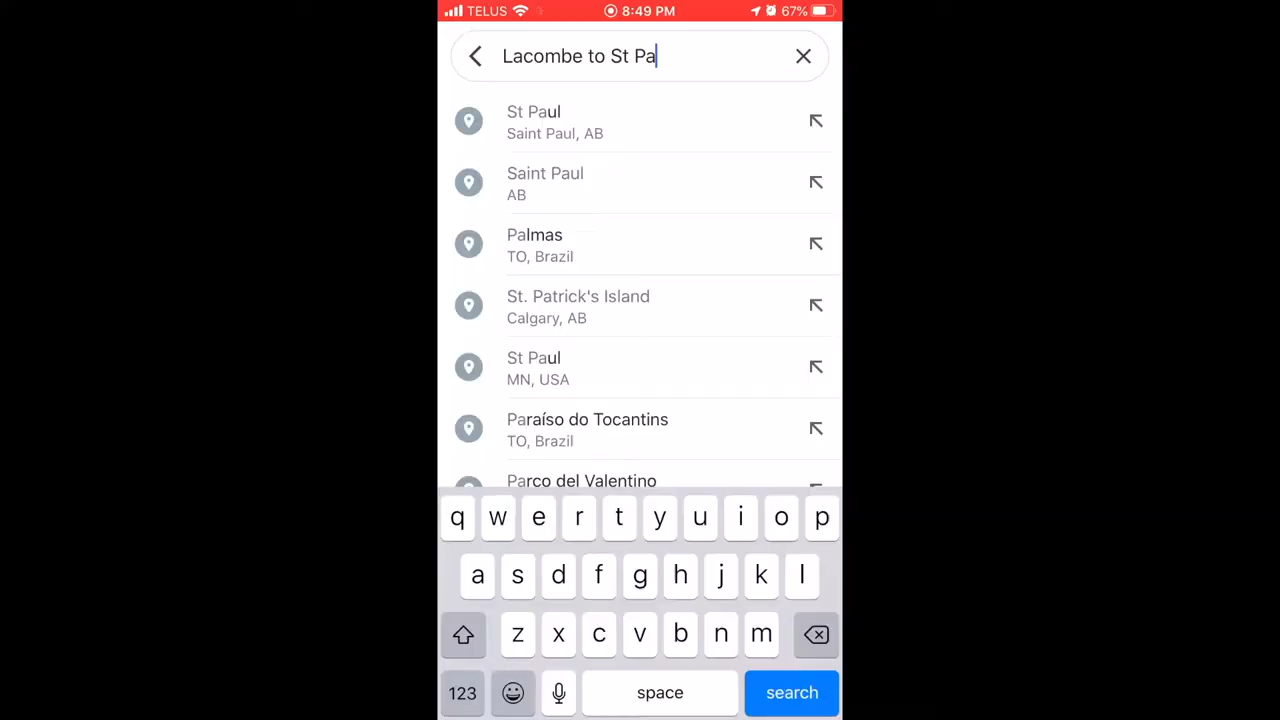 TELUS 8:49 PM 67%
Lacombe to St Pa
St Paul
Saint Paul, AB
Saint Paul
AB
Palmas
TO, Brazil
St. Patrick's Island
Calgary, AB
St Paul
MN, USA
Paraíso do Tocantins
TO, Brazil
Parco del Valentino
q w e r t y u i o p
a s d f g h j k l
z x c v b n m
123 space search